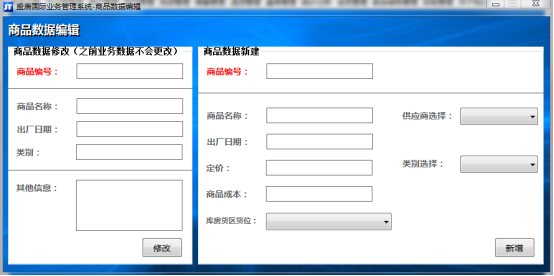 盛唐国际业务管理系统-商品数据编辑
商品数据编辑
商品数据修改（之前业务数据不会更改）
商品编号：
商品名称：
出厂日期：
类别：
其他信息：
修改
商品数据新建
商品编号：
商品名称：
供应商选择：
出厂日期：
定价：
类别选择：
商品成本：
库房货区货位：
新增